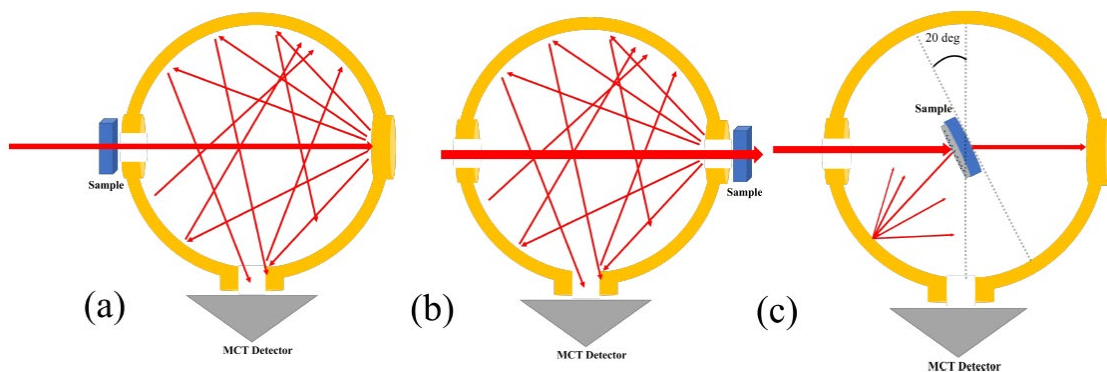 20 deg
Sample
Sample
Sample
(a)
(b)
(c)
MCT Detector
MCT Detector
MCT Detector